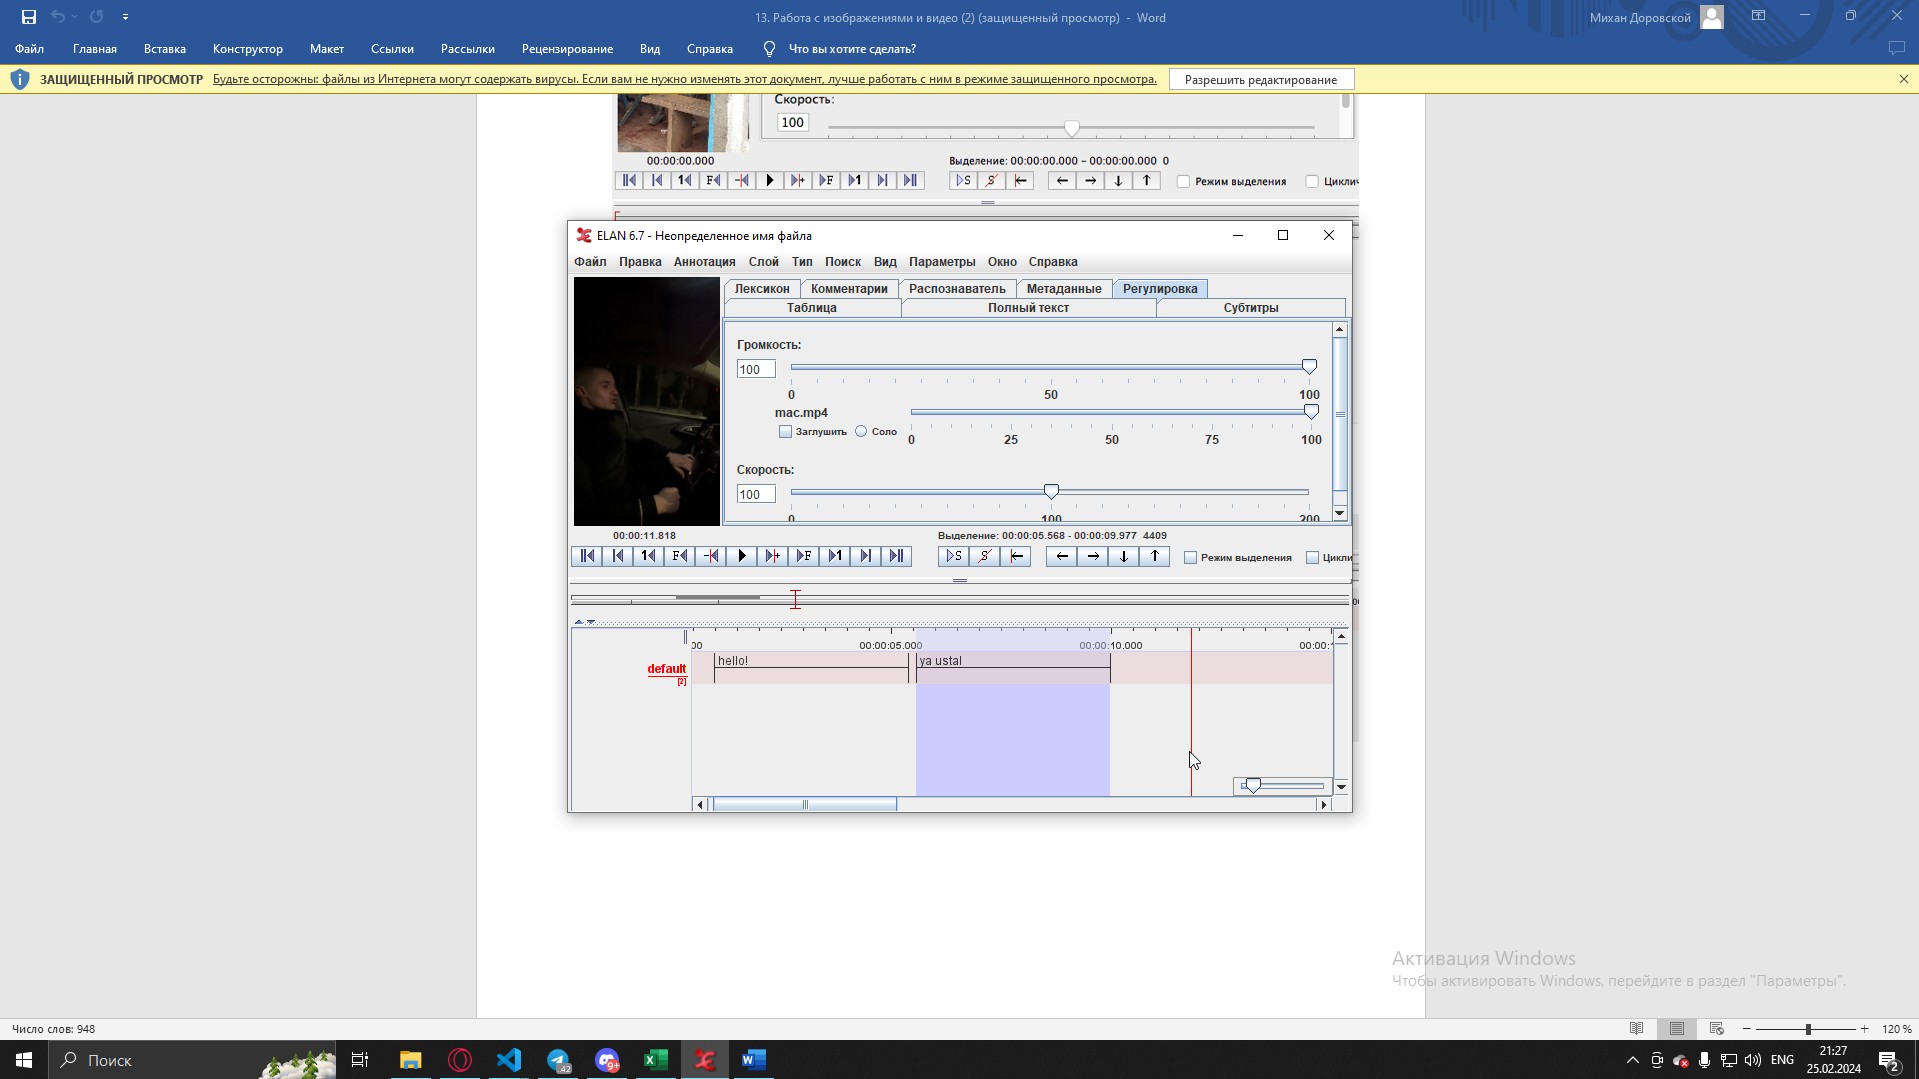 13. Работа с изображениями и видео (2) (защищенный просмотр) - Word
Михан Доровской
Файл Главная Вставка Конструктор Макет Ссылки Рассылки Рецензирование Вид Справка Что вы хотите сделать?
ЗАЩИЩЕННЫЙ ПРОСМОТР Будьте осторожны: файлы из Интернета могут содержать вирусы. Если вам не нужно изменять этот документ, лучше работать с ним в режиме защищенного просмотра. Разрешить редактирование
Скорость:
100
00:00:00.000 Выделение: 00:00:00.000 – 00:00:00.000 0
1 F F 1 S S Режим выделения Циклич
ELAN 6.7 - Неопределенное имя файла
Файл Правка Аннотация Слой Тип Поиск Вид Параметры Окно Справка
Лексикон Комментарии Распознаватель Метаданные Регулировка
Таблица Полный текст Субтитры
Громкость:
100
0 50 100
mac.mp4
Заглушить Соло
0 25 50 75 100
Скорость:
100
0 100 200
00:00:11.818 Выделение: 00:00:05.568 - 00:00:09.977 4409
1 F F 1 S S Режим выделения Цикли
00 00:00:05.000 00:00:10.000 00:00:
default hello! ya ustal
[2]
Активация Windows
Чтобы активировать Windows, перейдите в раздел "Параметры".
Число слов: 948 120 %
Поиск 42 9+ ENG 21:27
25.02.2024 2